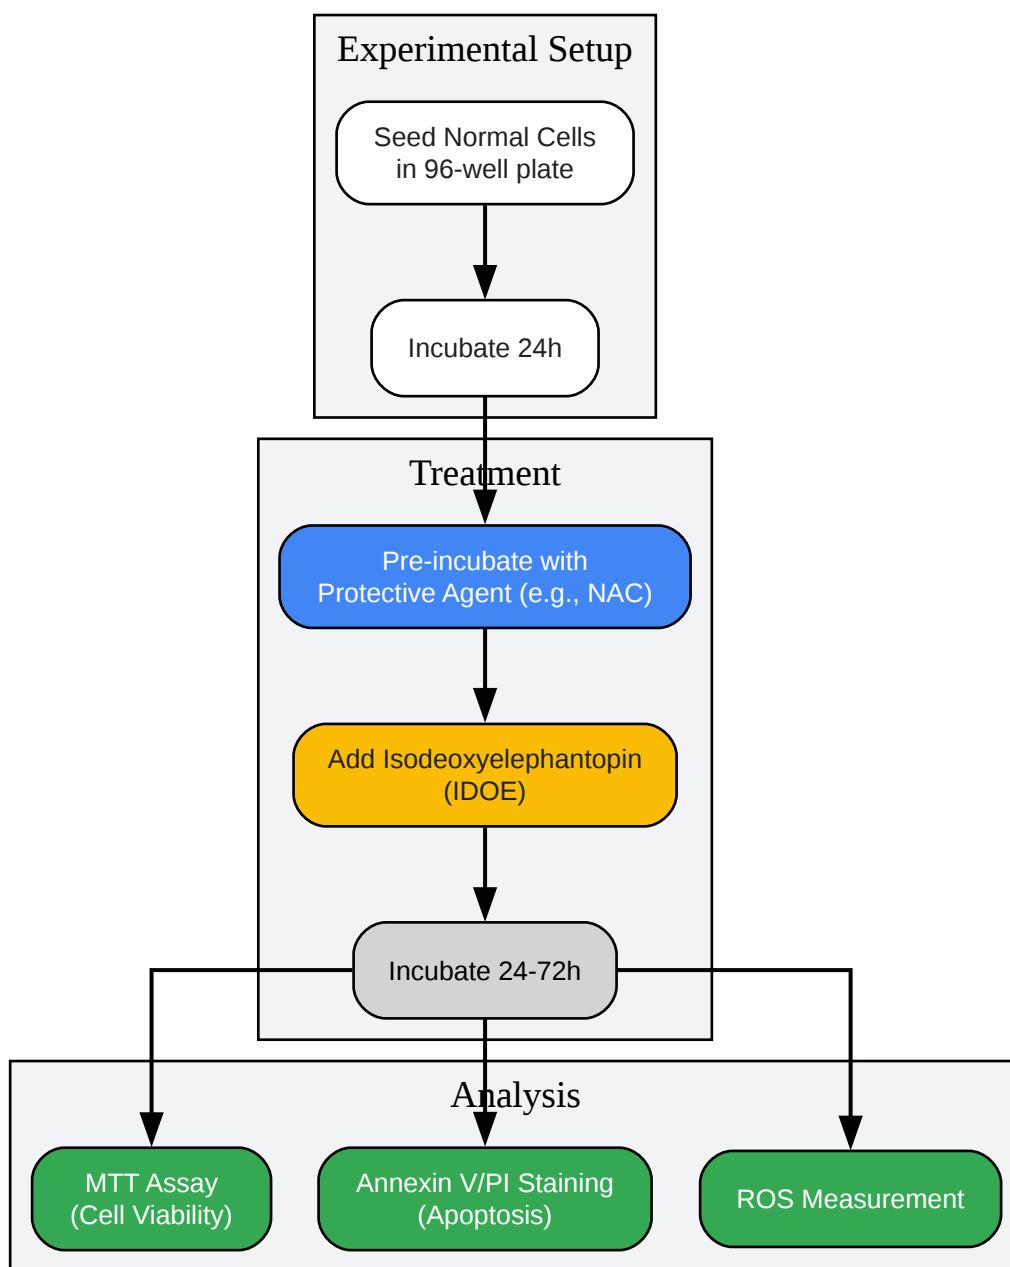 Experimental Setup
Seed Normal Cells
in 96-well plate
Incubate 24h
Treatment
Pre-incubate with
Protective Agent (e.g., NAC)
Add Isodeoxyelephantopin
(IDOE)
Incubate 24-72h
Analysis
MTT Assay
(Cell Viability)
Annexin V/PI Staining
(Apoptosis)
ROS Measurement